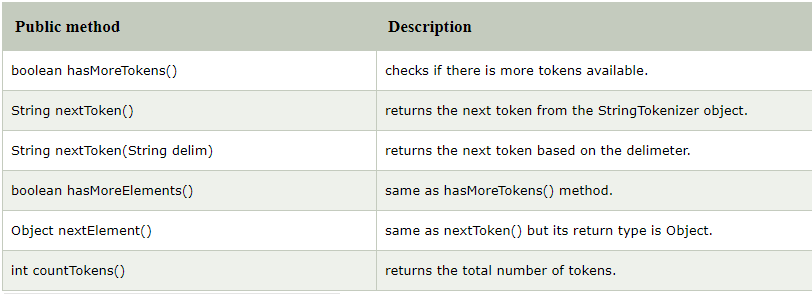 Public method Description
boolean hasMoreTokens() checks if there is more tokens available.
String nextToken() returns the next token from the StringTokenizer object.
String nextToken(String delim) returns the next token based on the delimeter.
boolean hasMoreElements() same as hasMoreTokens() method.
Object nextElement() same as nextToken() but its return type is Object.
int countTokens() returns the total number of tokens.